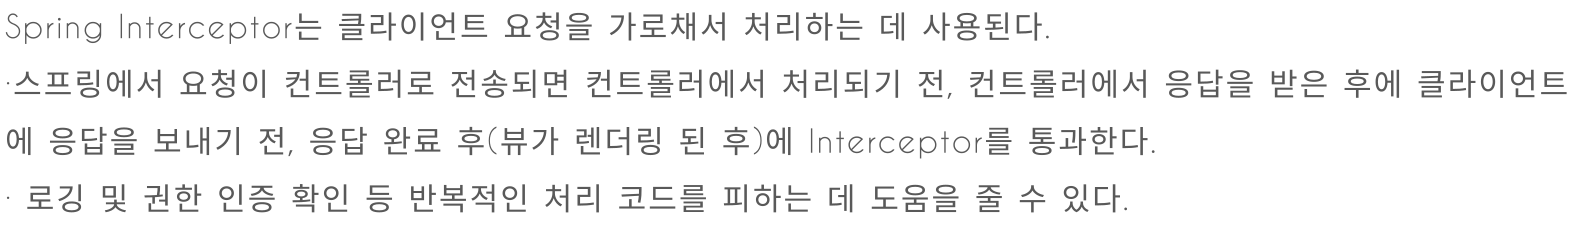 Spring Interceptor는 클라이언트 요청을 가로채서 처리하는 데 사용된다.
·스프링에서 요청이 컨트롤러로 전송되면 컨트롤러에서 처리되기 전, 컨트롤러에서 응답을 받은 후에 클라이언트
에 응답을 보내기 전, 응답 완료 후(뷰가 렌더링 된 후)에 Interceptor를 통과한다.
· 로깅 및 권한 인증 확인 등 반복적인 처리 코드를 피하는 데 도움을 줄 수 있다.